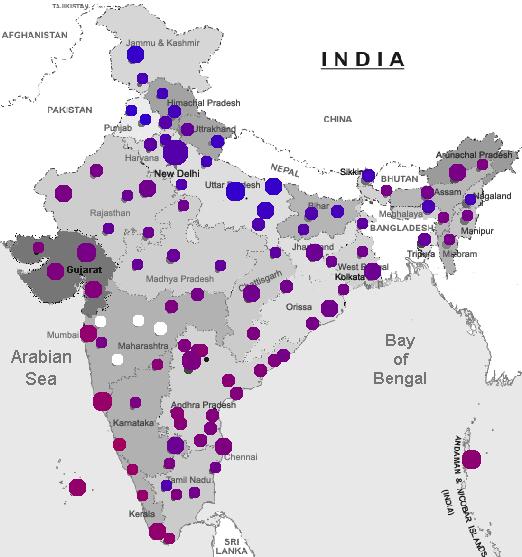 TAJIKISTAN
AFGHANISTAN
Jammu & Kashmir
INDIA
PAKISTAN
Himachal Pradesh
CHINA
Punjab
Uttrakhand
Haryana
New Delhi
NEPAL
Sikkim
BHUTAN
Arunachal Pradesh
Assam
Nagaland
Uttar Pradesh
Bihar
Meghalaya
Rajasthan
BANGLADESH
Manipur
Tripura
Mizoram
Jharkhand
West Bengal
Kolkata
Gujarat
Madhya Pradesh
Chattisgarh
Orissa
Mumbai
Maharashtra
Arabian
Sea
Bay
of
Bengal
Andhra Pradesh
Karnataka
Chennai
Tamil Nadu
Kerala
SRI
LANKA
ANDAMAN & NICUBAR ISLANDS
(INDIA)